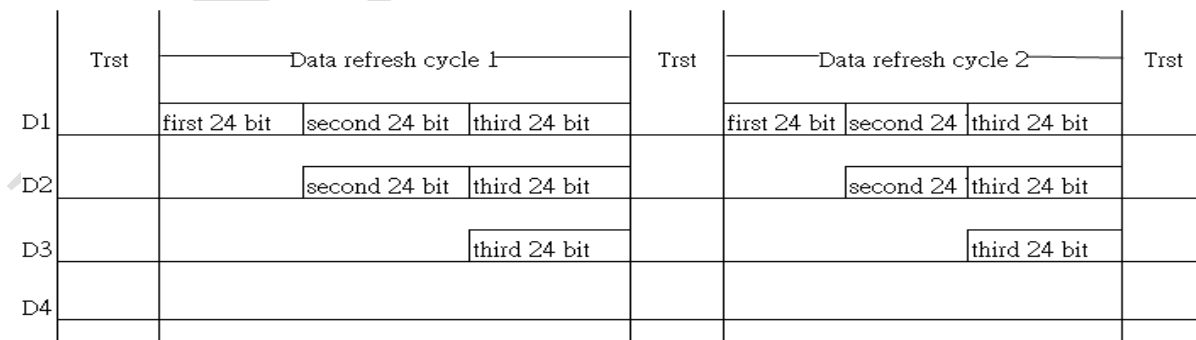 Trst Data refresh cycle 1 Trst Data refresh cycle 2 Trst
D1 first 24 bit second 24 bit third 24 bit first 24 bit second 24 third 24 bit
D2 second 24 bit third 24 bit second 24 third 24 bit
D3 third 24 bit third 24 bit
D4